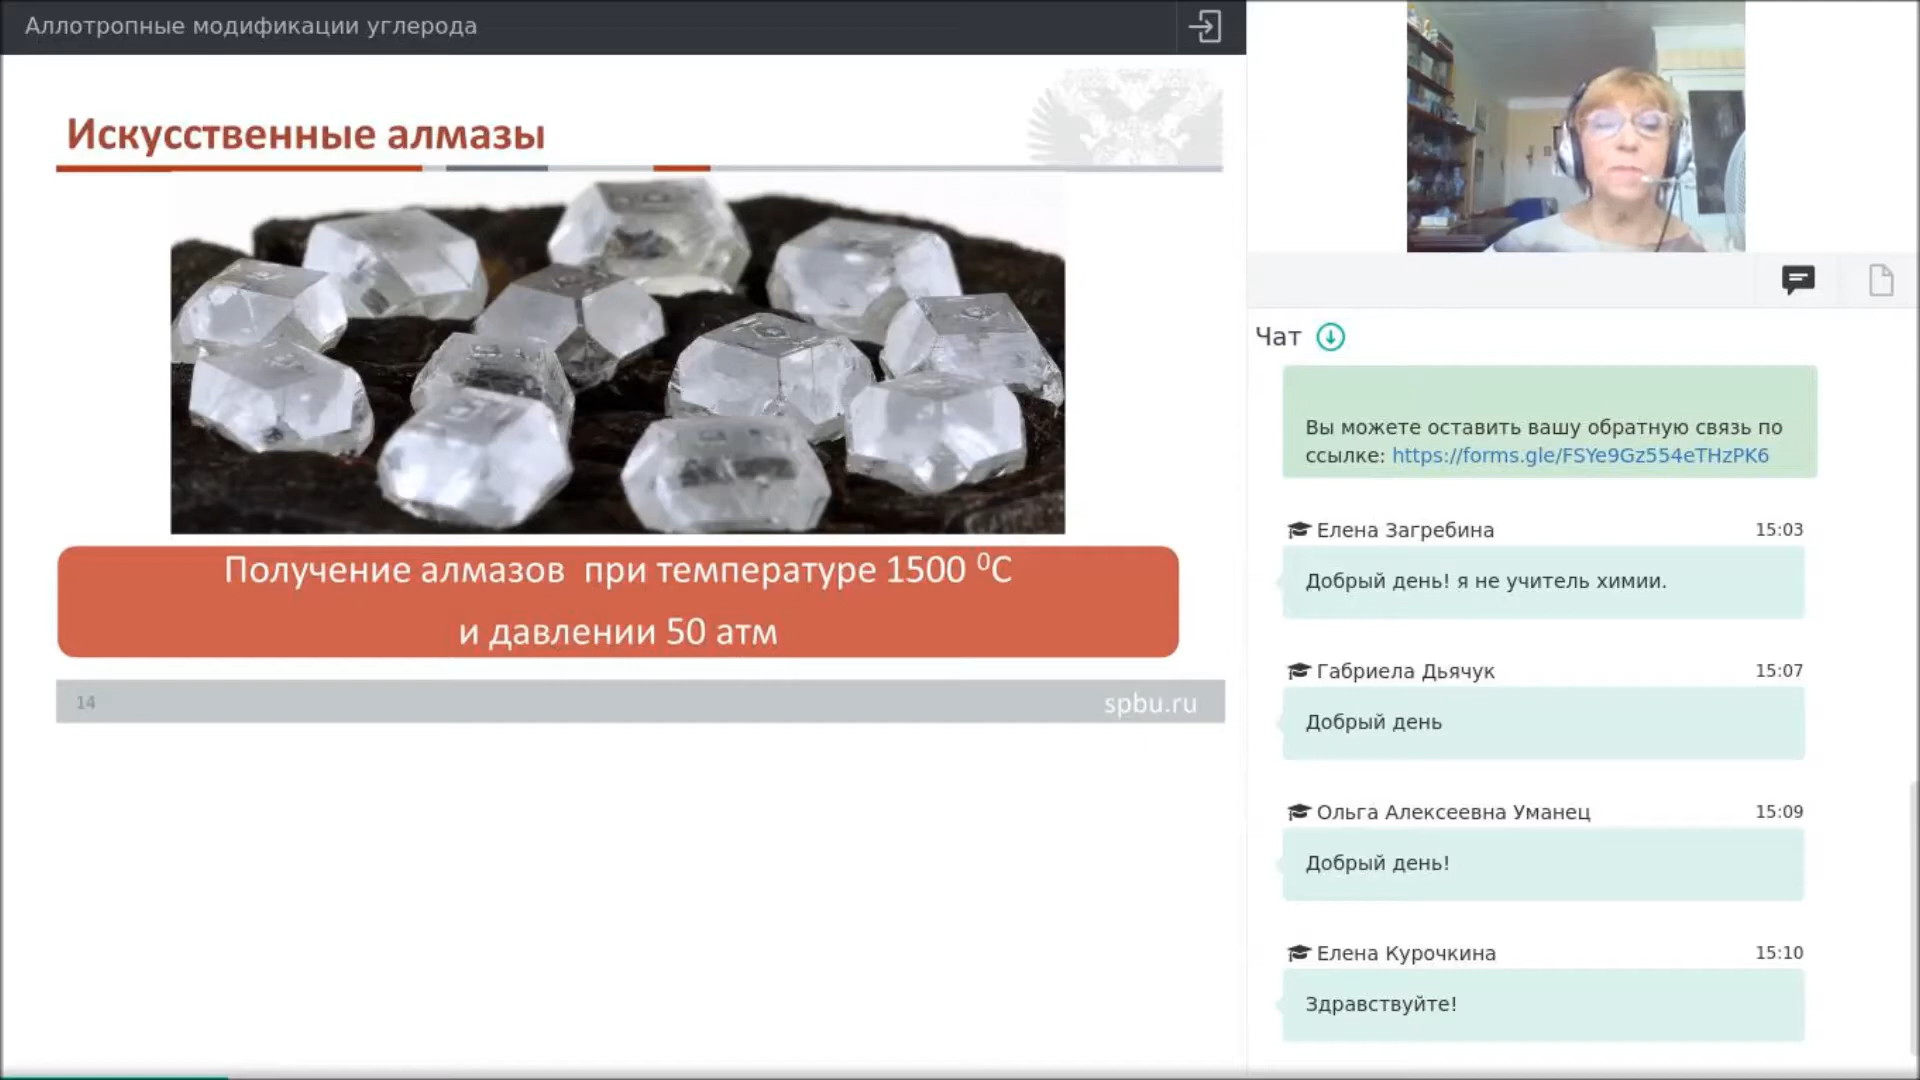 Аллотропные модификации углерода
Искусственные алмазы
Получение алмазов при температуре 1500 ⁰С
и давлении 50 атм
14
spbu.ru
Чат
Вы можете оставить вашу обратную связь по
ссылке: https://forms.gle/FSYe9Gz554eTHzPK6
Елена Загребина 15:03
Добрый день! я не учитель химии.
Габриела Дьячук 15:07
Добрый день
Ольга Алексеевна Уманец 15:09
Добрый день!
Елена Курочкина 15:10
Здравствуйте!